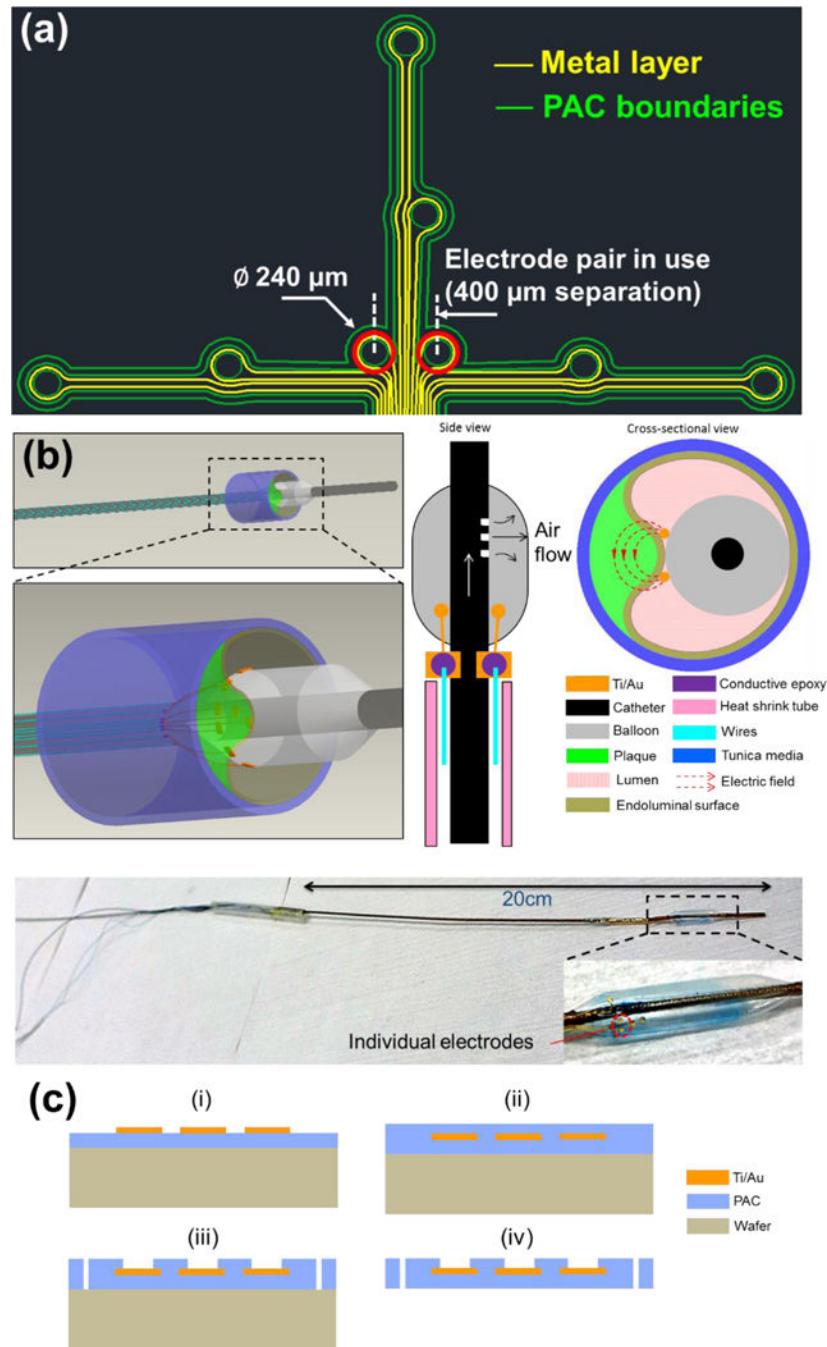 (a)
Metal layer
PAC boundaries
Ø 240 µm
Electrode pair in use
(400 µm separation)
(b)
Side view
Air
flow
Cross-sectional view
Ti/Au
Conductive epoxy
Catheter
Heat shrink tube
Balloon
Wires
Plaque
Tunica media
Lumen
Electric field
Endoluminal surface
20cm
Individual electrodes
(c)
(i)
(ii)
Ti/Au
PAC
Wafer
(iii)
(iv)